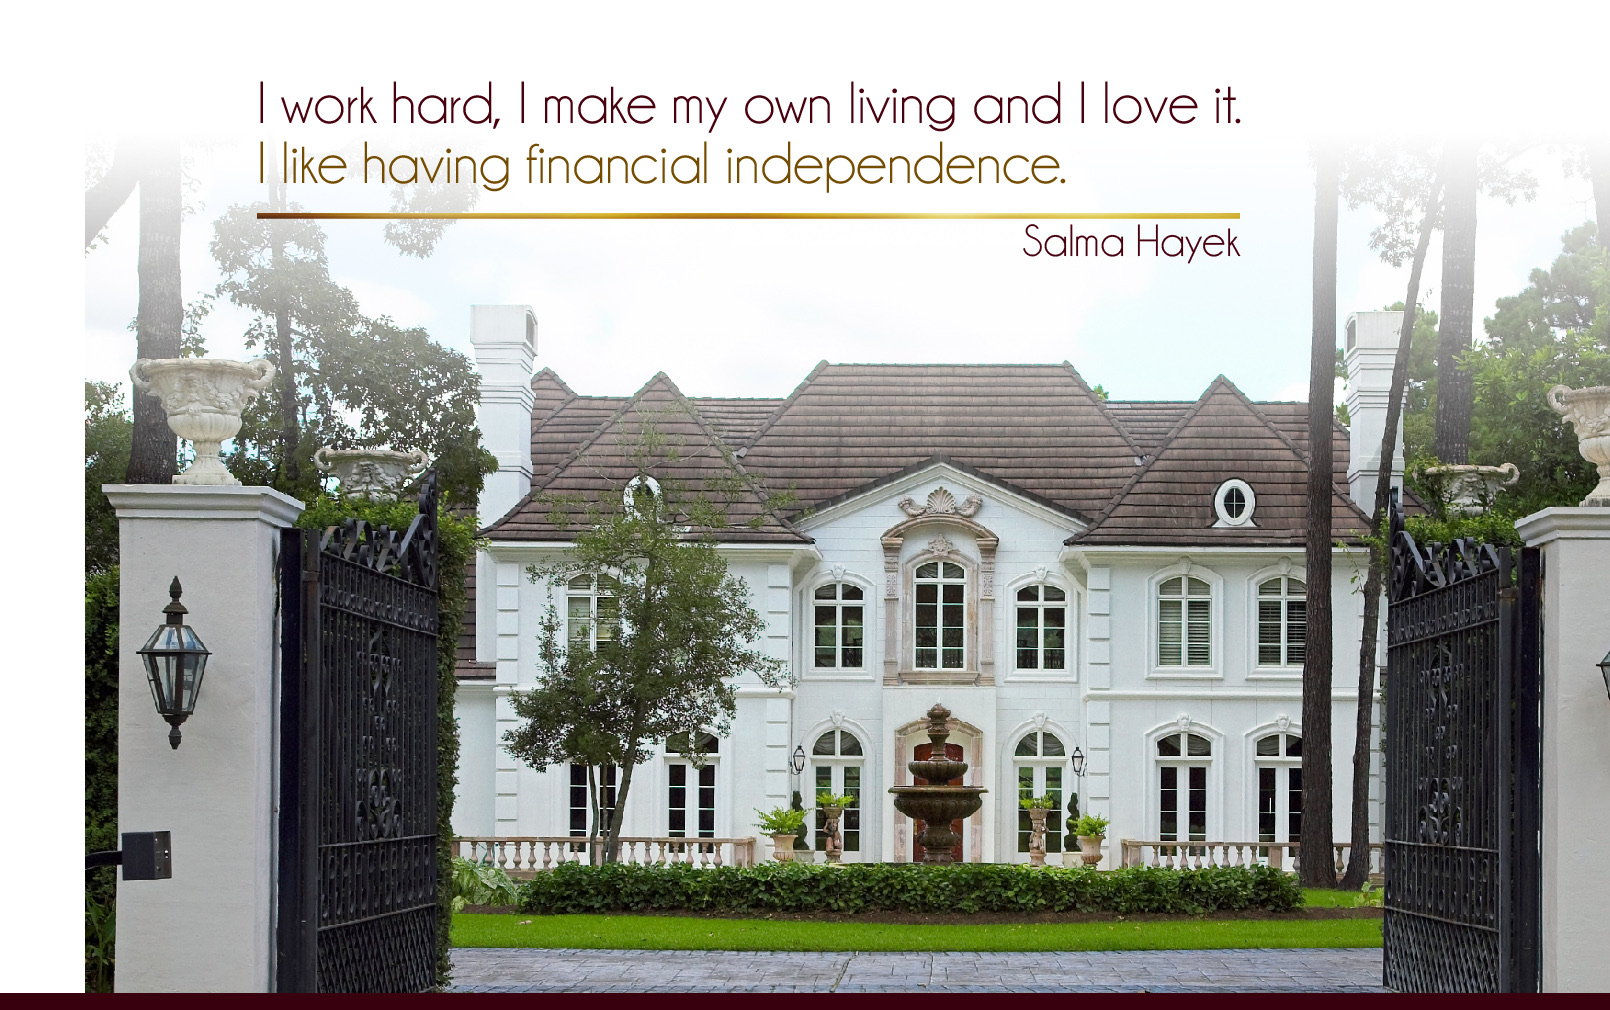 I work hard, I make my own living and I love it.
I like having financial independence.
Salma Hayek